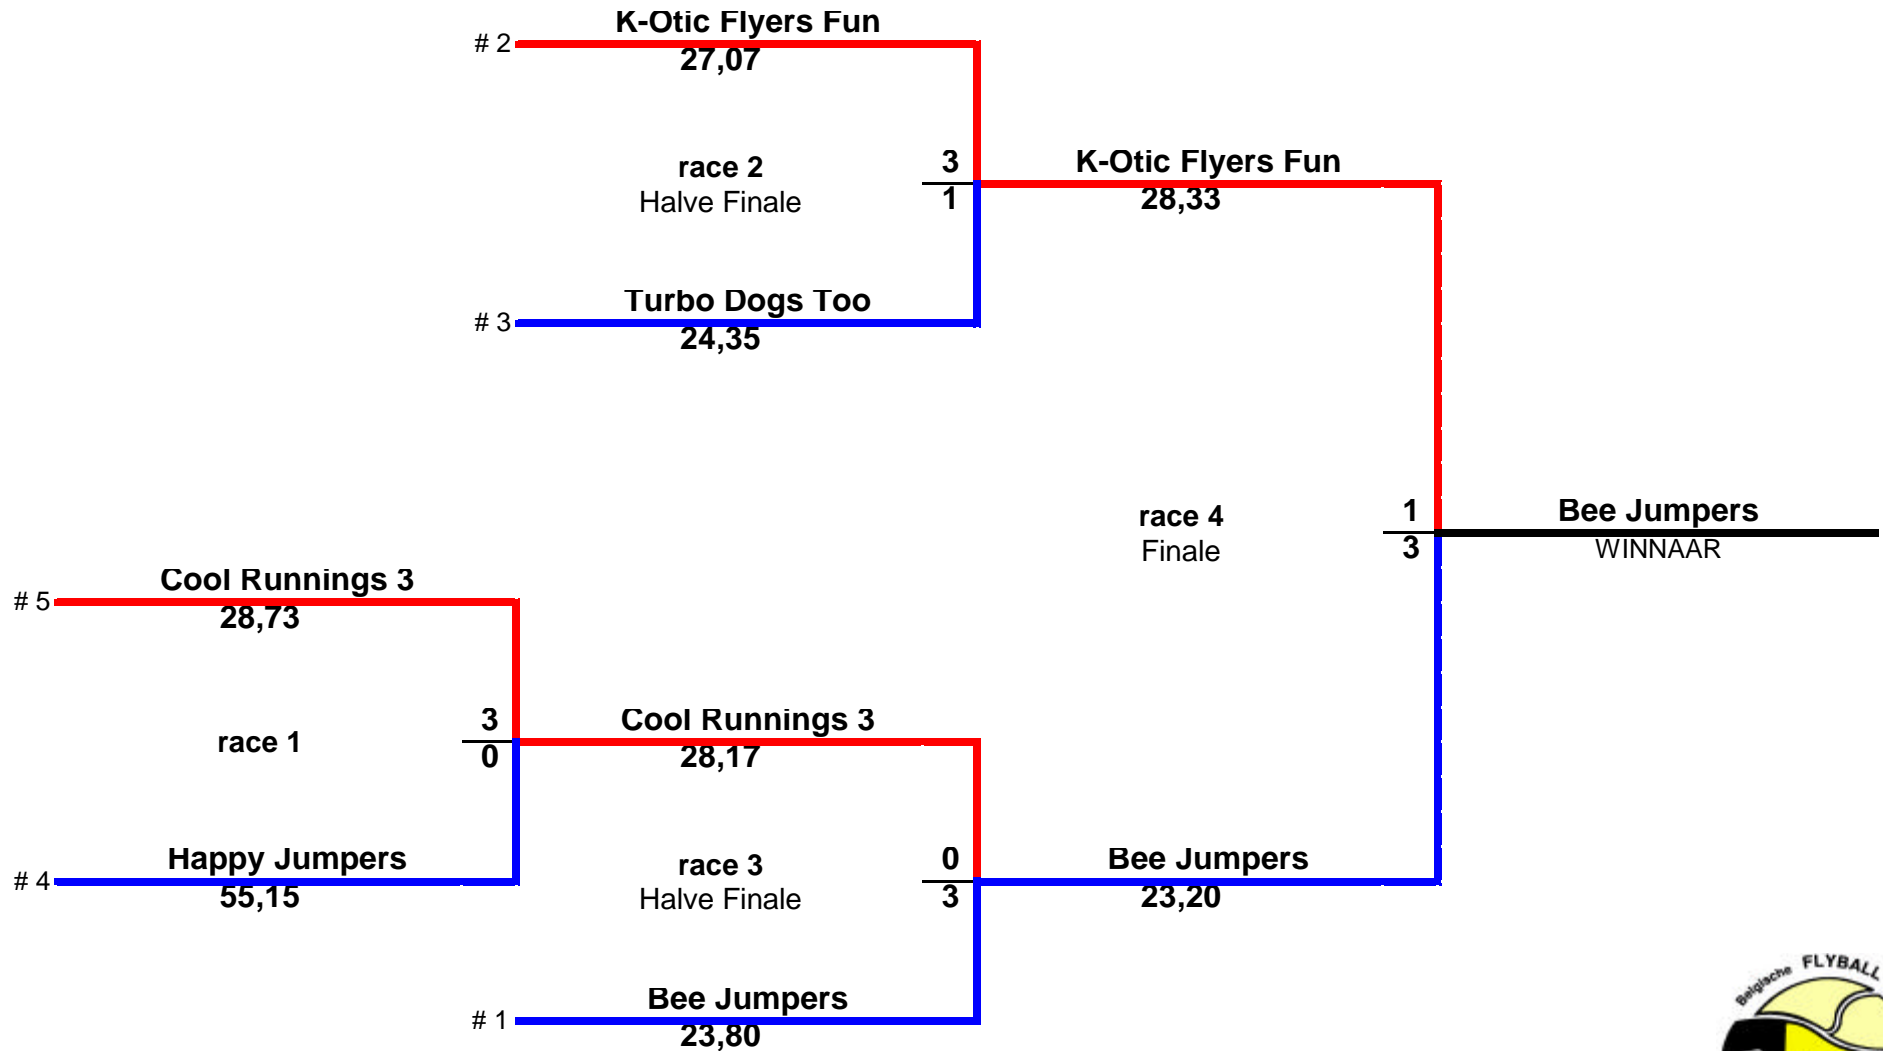 K-Otic Flyers Fun
# 2
27,07
race 2
Halve Finale
3
1
K-Otic Flyers Fun
28,33
Turbo Dogs Too
# 3
24,35
race 4
Finale
1
3
Bee Jumpers
WINNAAR
Cool Runnings 3
# 5
28,73
race 1
3
0
Cool Runnings 3
28,17
Happy Jumpers
# 4
55,15
race 3
Halve Finale
0
3
Bee Jumpers
23,20
Bee Jumpers
# 1
23,80
Belgische FLYBALL